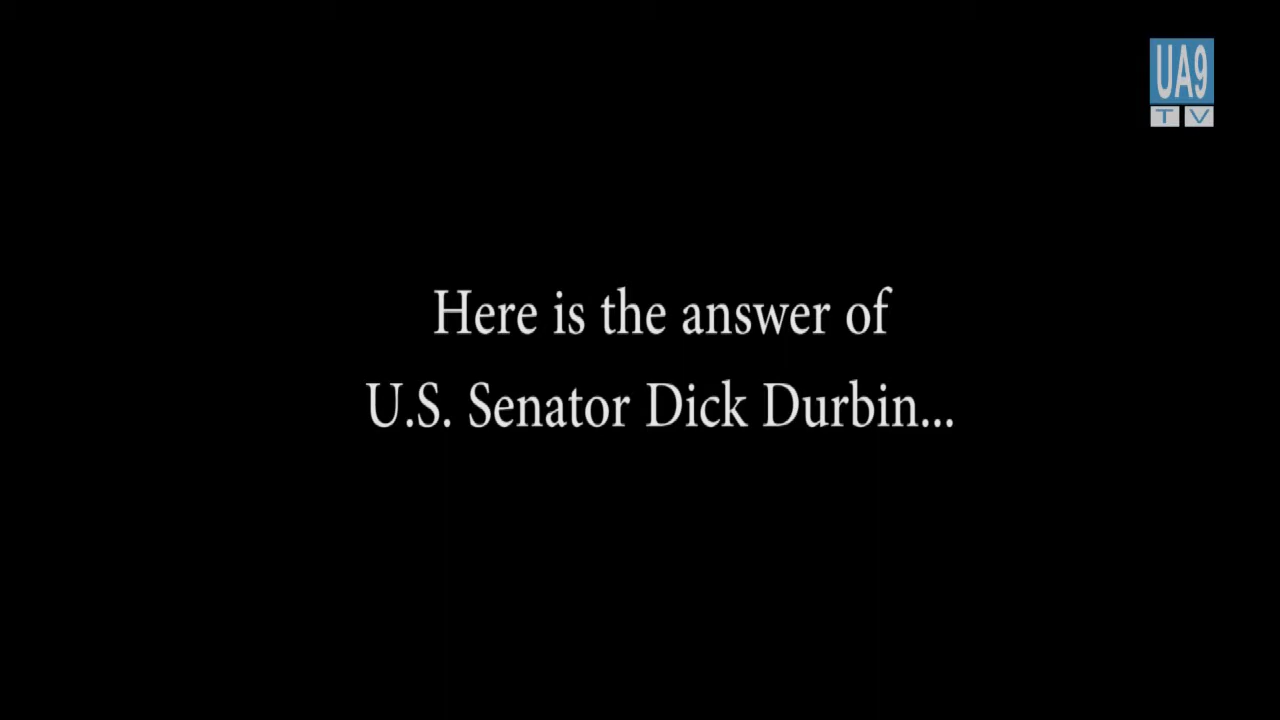 UA9
TV
Here is the answer of
U.S. Senator Dick Durbin...